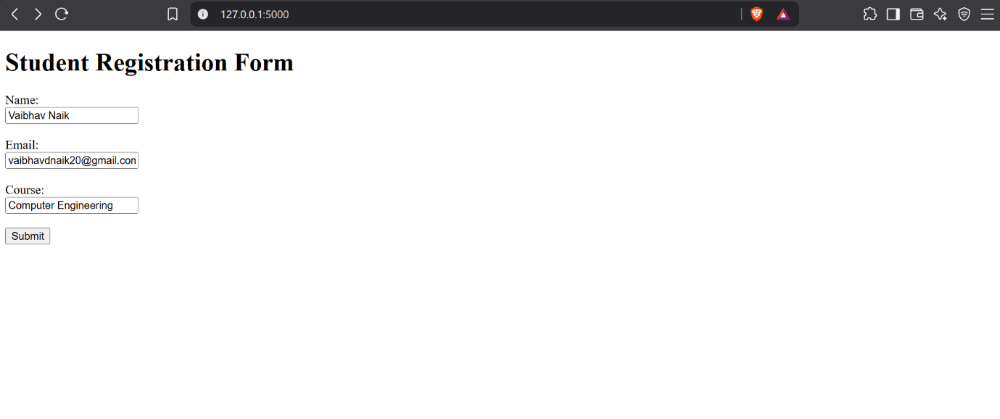 127.0.0.1:5000
Student Registration Form
Name:
Vaibhav Naik
Email:
vaibhavdnaik20@gmail.con
Course:
Computer Engineering
Submit